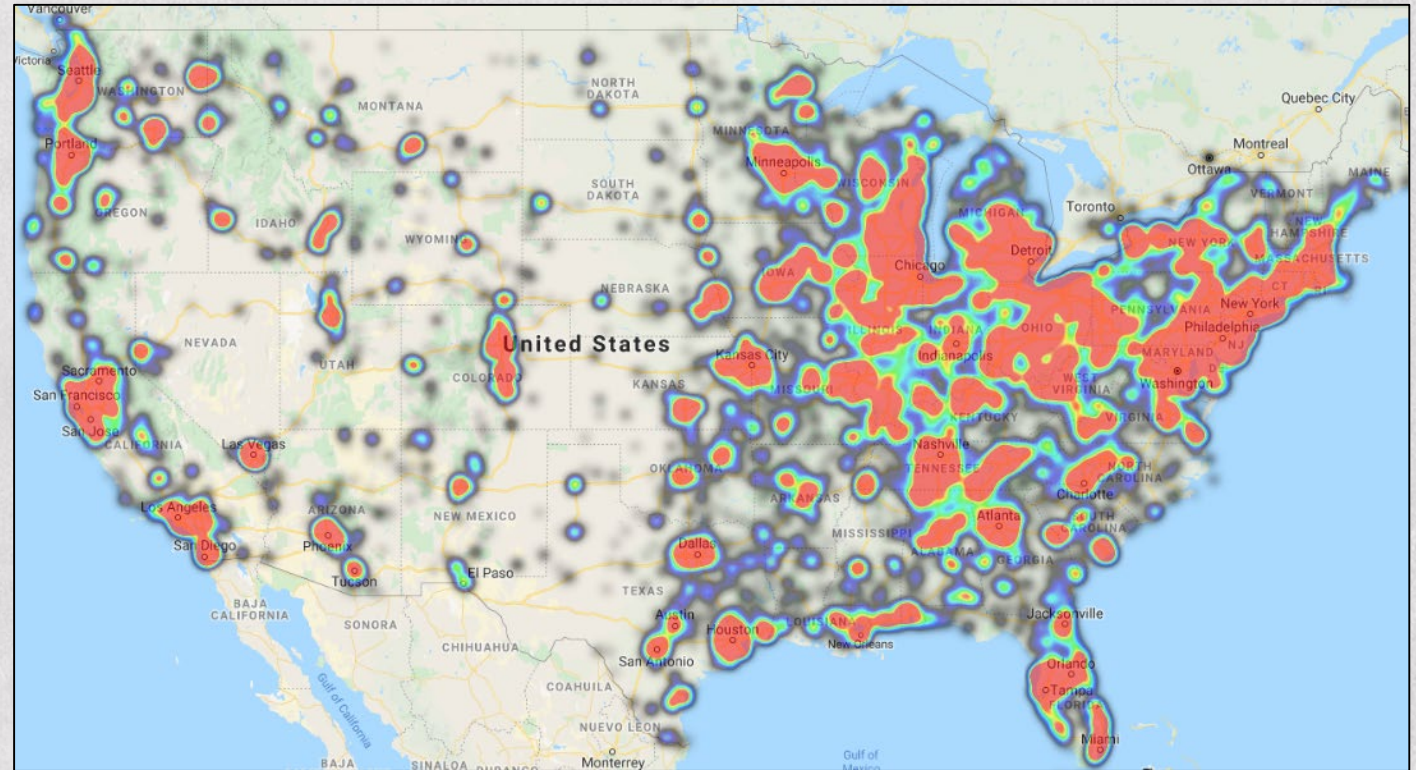 Vancouver
Victoria
Seattle
WASHINGTON
Portland
OREGON
MONTANA
IDAHO
WYOMING
NORTH
DAKOTA
SOUTH
DAKOTA
MINNESOTA
Minneapolis
WISCONSIN
MICHIGAN
Detroit
Toronto
Ottawa
Montreal
Quebec City
MAINE
VERMONT
NEW
HAMPSHIRE
MASSACHUSETTS
NEW YORK
CT
RI
New York
PENNSYLVANIA
Philadelphia
NJ
MARYLAND
DE
Washington
WEST
VIRGINIA
VIRGINIA
OHIO
INDIANA
Indianapolis
ILLINOIS
Chicago
IOWA
NEBRASKA
United States
NEVADA
UTAH
COLORADO
KANSAS
Kansas City
MISSOURI
KENTUCKY
Nashville
TENNESSEE
NORTH
CAROLINA
Charlotte
SOUTH
CAROLINA
Atlanta
GEORGIA
ALABAMA
MISSISSIPPI
ARKANSAS
OKLAHOMA
Sacramento
San Francisco
San Jose
CALIFORNIA
Las Vegas
Los Angeles
San Diego
ARIZONA
Phoenix
Tucson
NEW MEXICO
El Paso
Dallas
TEXAS
Austin
San Antonio
Houston
LOUISIANA
New Orleans
Jacksonville
Orlando
Tampa
FLORIDA
Miami
BAJA
CALIFORNIA
SONORA
CHIHUAHUA
COAHUILA
NUEVO LEON
Monterrey
Gulf of California
BAJA
SINALOA
DURANGO
Gulf of
Mexico